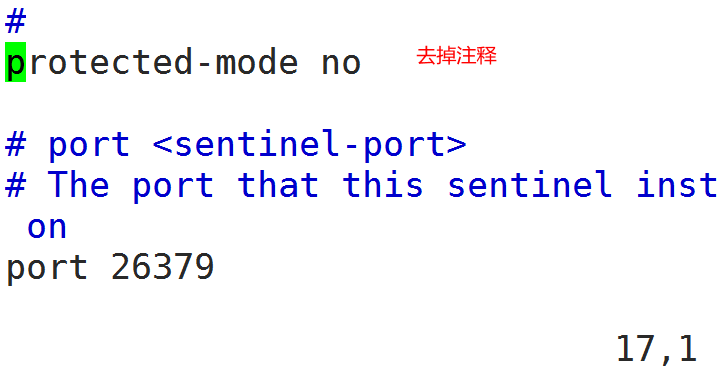 #
protected-mode no 去掉注释
# port <sentinel-port>
# The port that this sentinel inst
on
port 26379
17,1